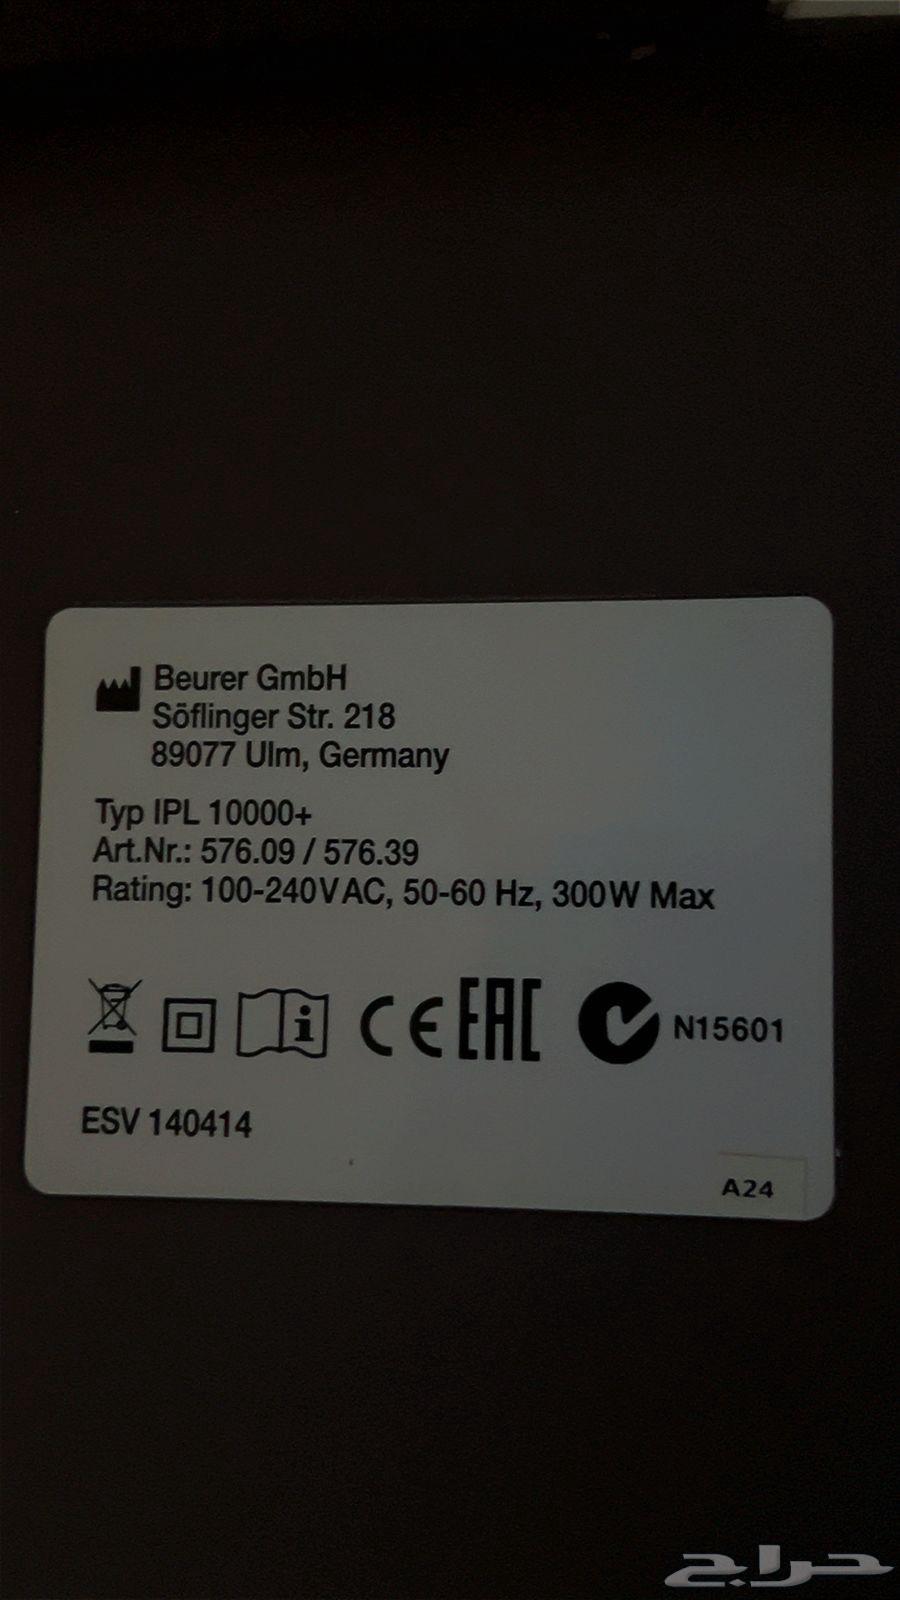 Beurer GmbH
Söflinger Str. 218
89077 Ulm, Germany
Typ IPL 10000+
Art.Nr.: 576.09 / 576.39
Rating: 100-240VAC, 50-60 Hz, 300W Max
CE EAC N15601
ESV 140414
A24
حراج